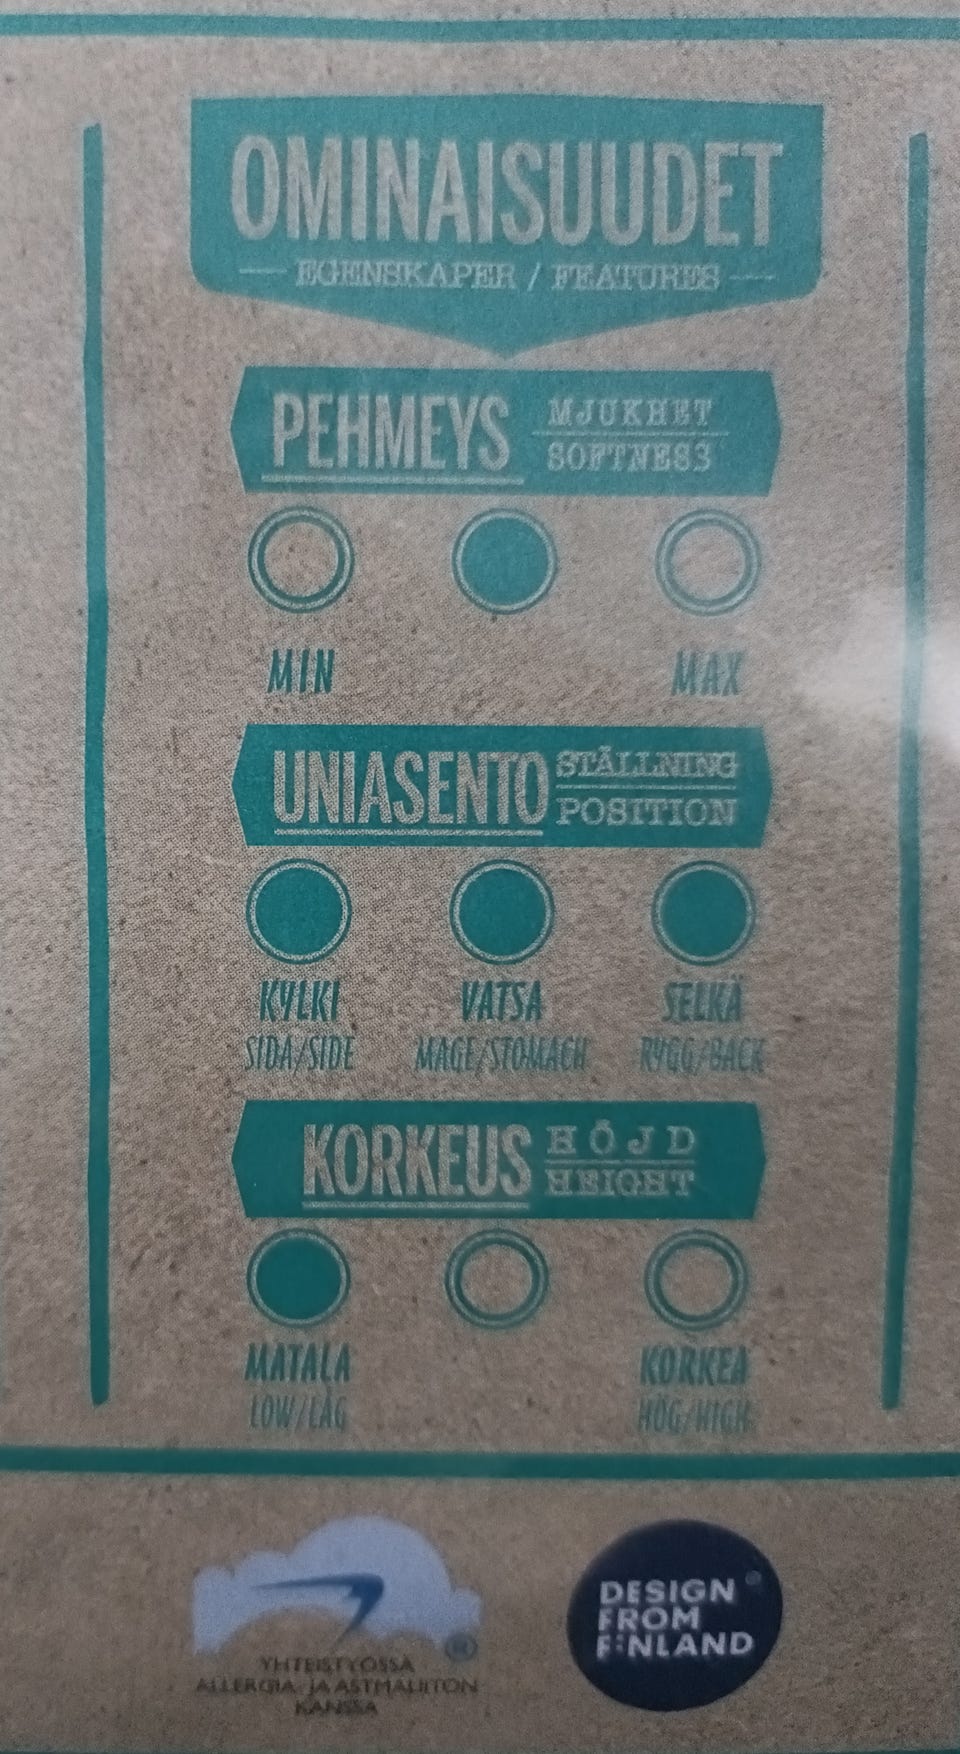 OMINAISUUDET
EGENSKAPER / FEATURES
PEHMEYS
MJUKHET
SOFTNESS
MIN MAX
UNIASENTO
STÄLLNING
POSITION
KYLKI VATSA SELKÄ
SIDA/SIDE MAGE/STOMACH RYGG/BACK
KORKEUS
HÖJD
HEIGHT
MATALA KORKEA
LOW/LÅG HÖG/HIGH
YHTEISTYÖSSÄ
ALLERGIA- JA ASTMALIITON
KANSSA
DESIGN
FROM
FINLAND